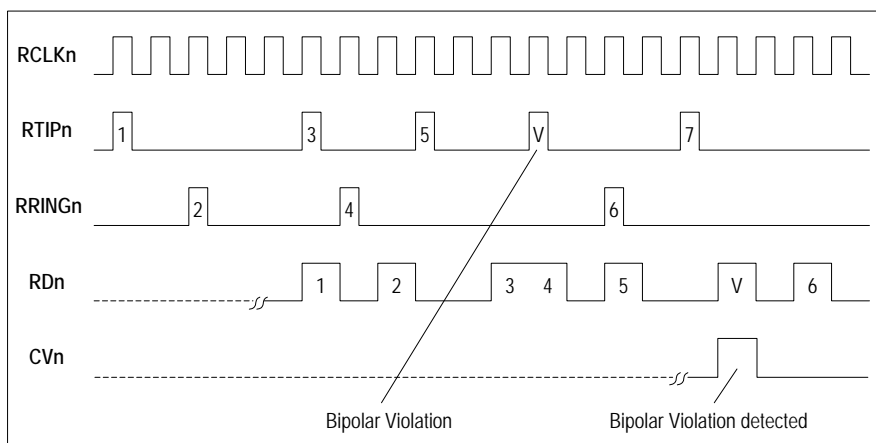 RCLKn
RTIPn
1 3 5 V 7
RRINGn
2 4 6
RDn
1 2 3 4 5 V 6
CVn
Bipolar Violation
Bipolar Violation detected